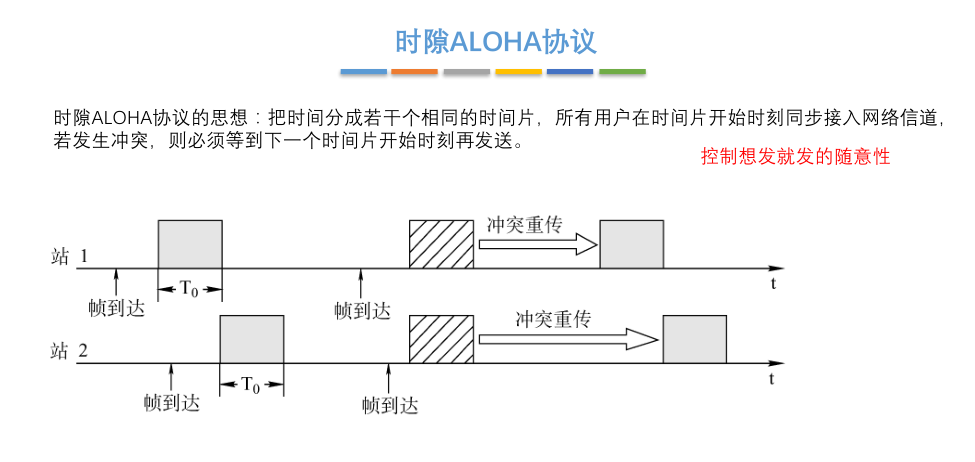 时隙ALOHA协议
时隙ALOHA协议的思想：把时间分成若干个相同的时间片，所有用户在时间片开始时刻同步接入网络信道，
若发生冲突，则必须等到下一个时间片开始时刻再发送。
控制想发就发的随意性
冲突重传
站 1
T0
t
帧到达
帧到达
冲突重传
站 2
T0
t
帧到达
帧到达